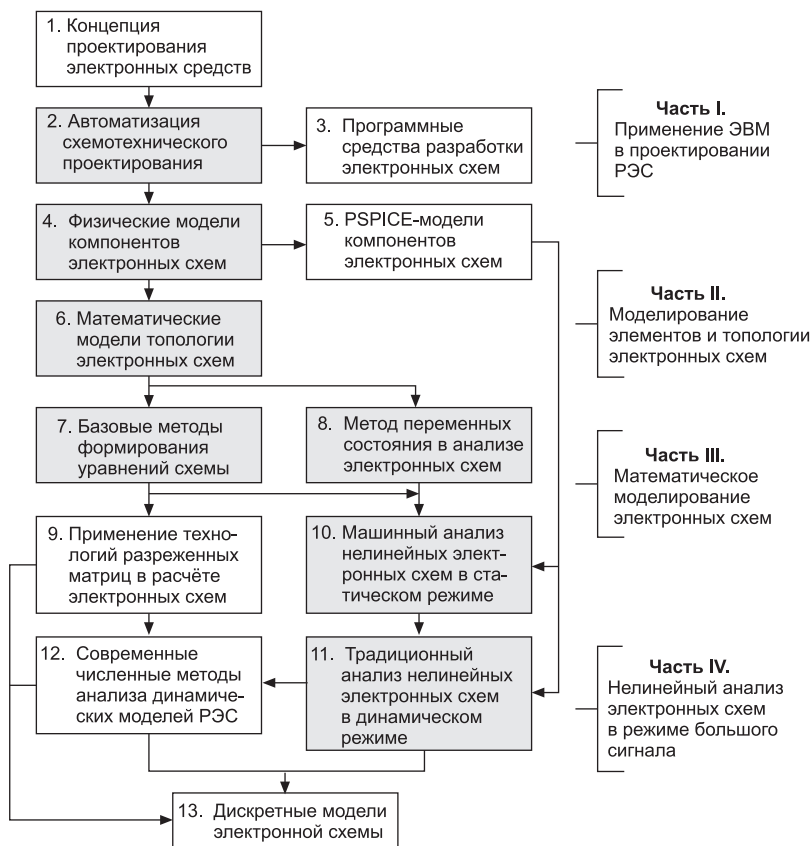 1. Концепция
проектирования
электронных средств
2. Автоматизация
схемотехнического
проектирования
3. Программные
средства разработки
электронных схем
Часть I.
Применение ЭВМ
в проектировании
РЭС
4. Физические модели
компонентов
электронных схем
5. PSPICE-модели
компонентов
электронных схем
6. Математические
модели топологии
электронных схем
Часть II.
Моделирование
элементов и топологии
электронных схем
7. Базовые методы
формирования
уравнений схемы
8. Метод переменных
состояния в анализе
электронных схем
Часть III.
Математическое
моделирование
электронных схем
9. Применение техно-
логий разреженных
матриц в расчёте
электронных схем
10. Машинный анализ
нелинейных элект-
ронных схем в ста-
тическом режиме
12. Современные
численные методы
анализа динамиче-
ских моделей РЭС
11. Традиционный
анализ нелинейных
электронных схем
в динамическом
режиме
Часть IV.
Нелинейный анализ
электронных схем
в режиме большого
сигнала
13. Дискретные модели
электронной схемы